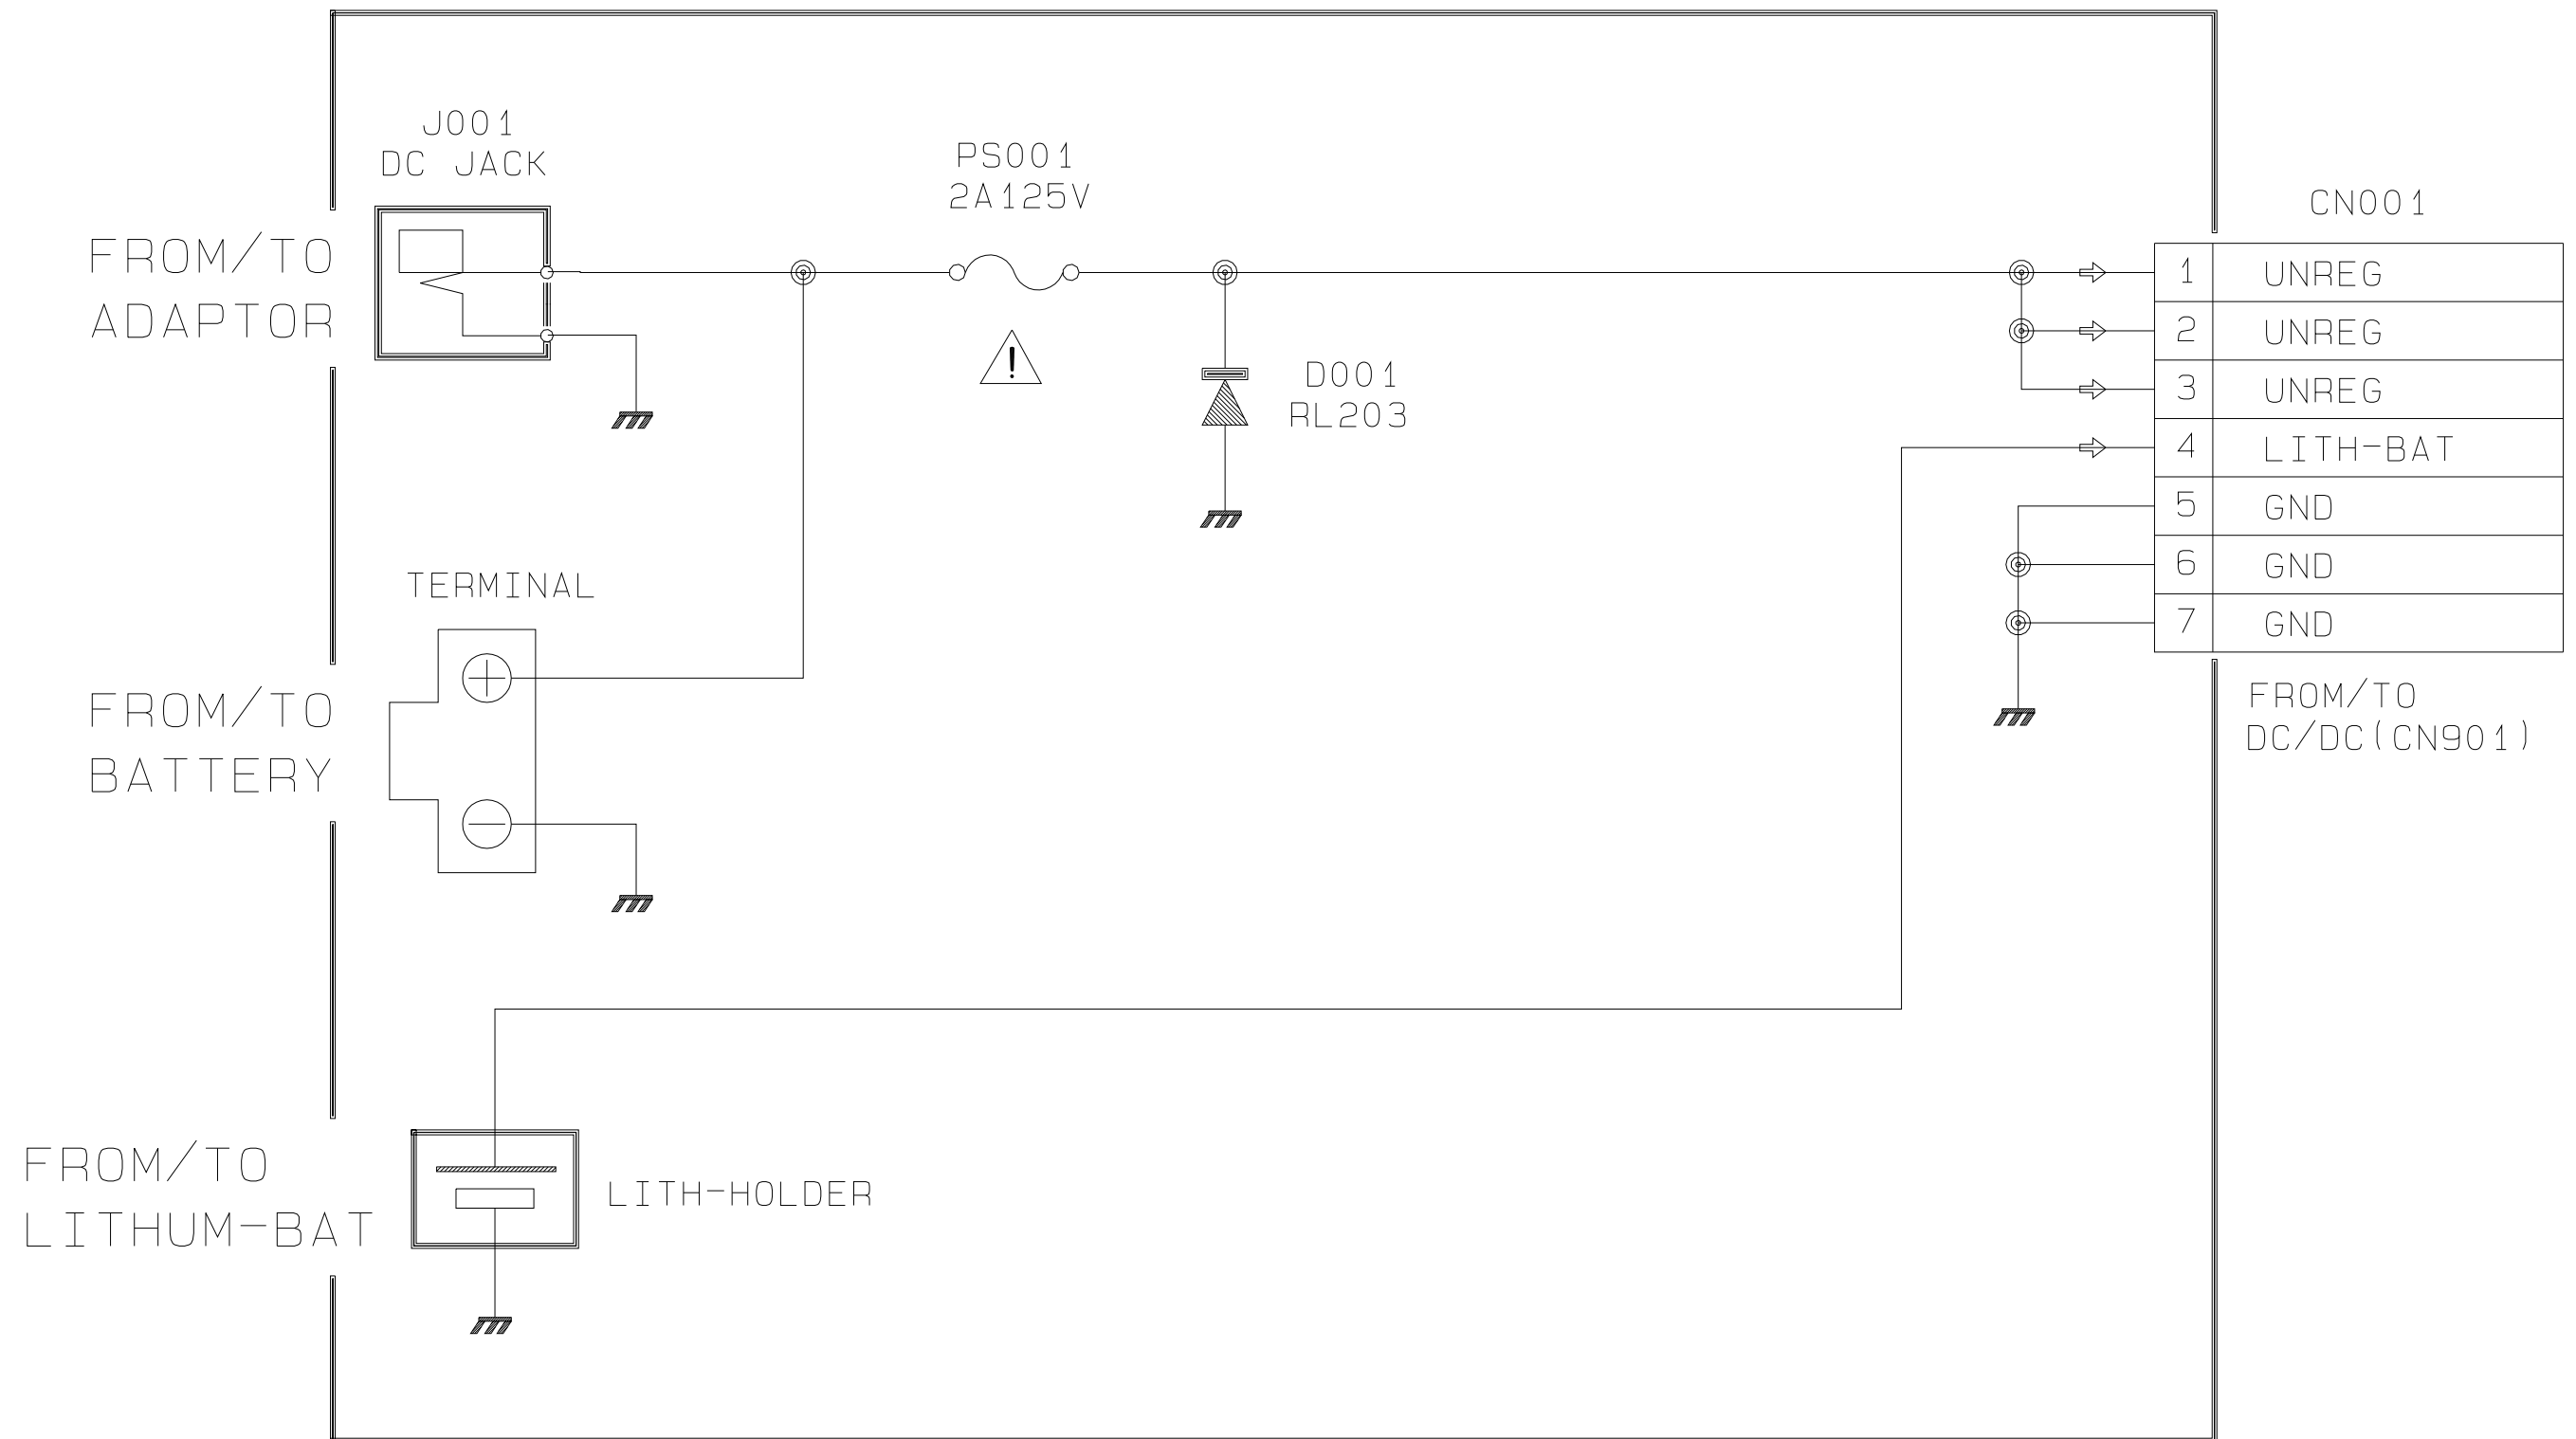 J001
DC JACK
PS001
2A125V
CN001
FROM/TO
ADAPTOR
1 UNREG
2 UNREG
3 UNREG
4 LITH-BAT
5 GND
6 GND
7 GND
!
D001
RL203
TERMINAL
FROM/TO
BATTERY
FROM/TO
DC/DC(CN901)
FROM/TO
LITHUM-BAT
LITH-HOLDER